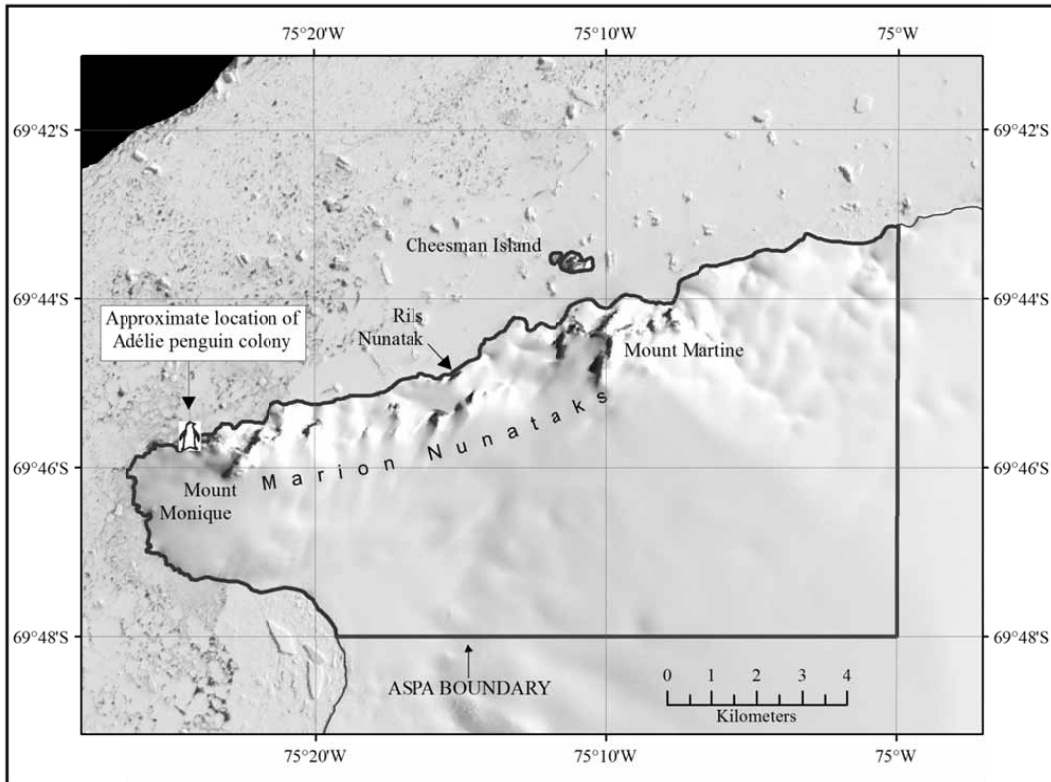 75°20'W 75°10'W 75°W
69°42'S 69°42'S
Cheesman Island
69°44'S 69°44'S
Approximate location of
Adélie penguin colony
Rils
Nunatak
Mount Martine
Marion Nunataks
69°46'S 69°46'S
Mount
Monique
69°48'S 69°48'S
ASPA BOUNDARY
0 1 2 3 4
Kilometers
75°20'W 75°10'W 75°W